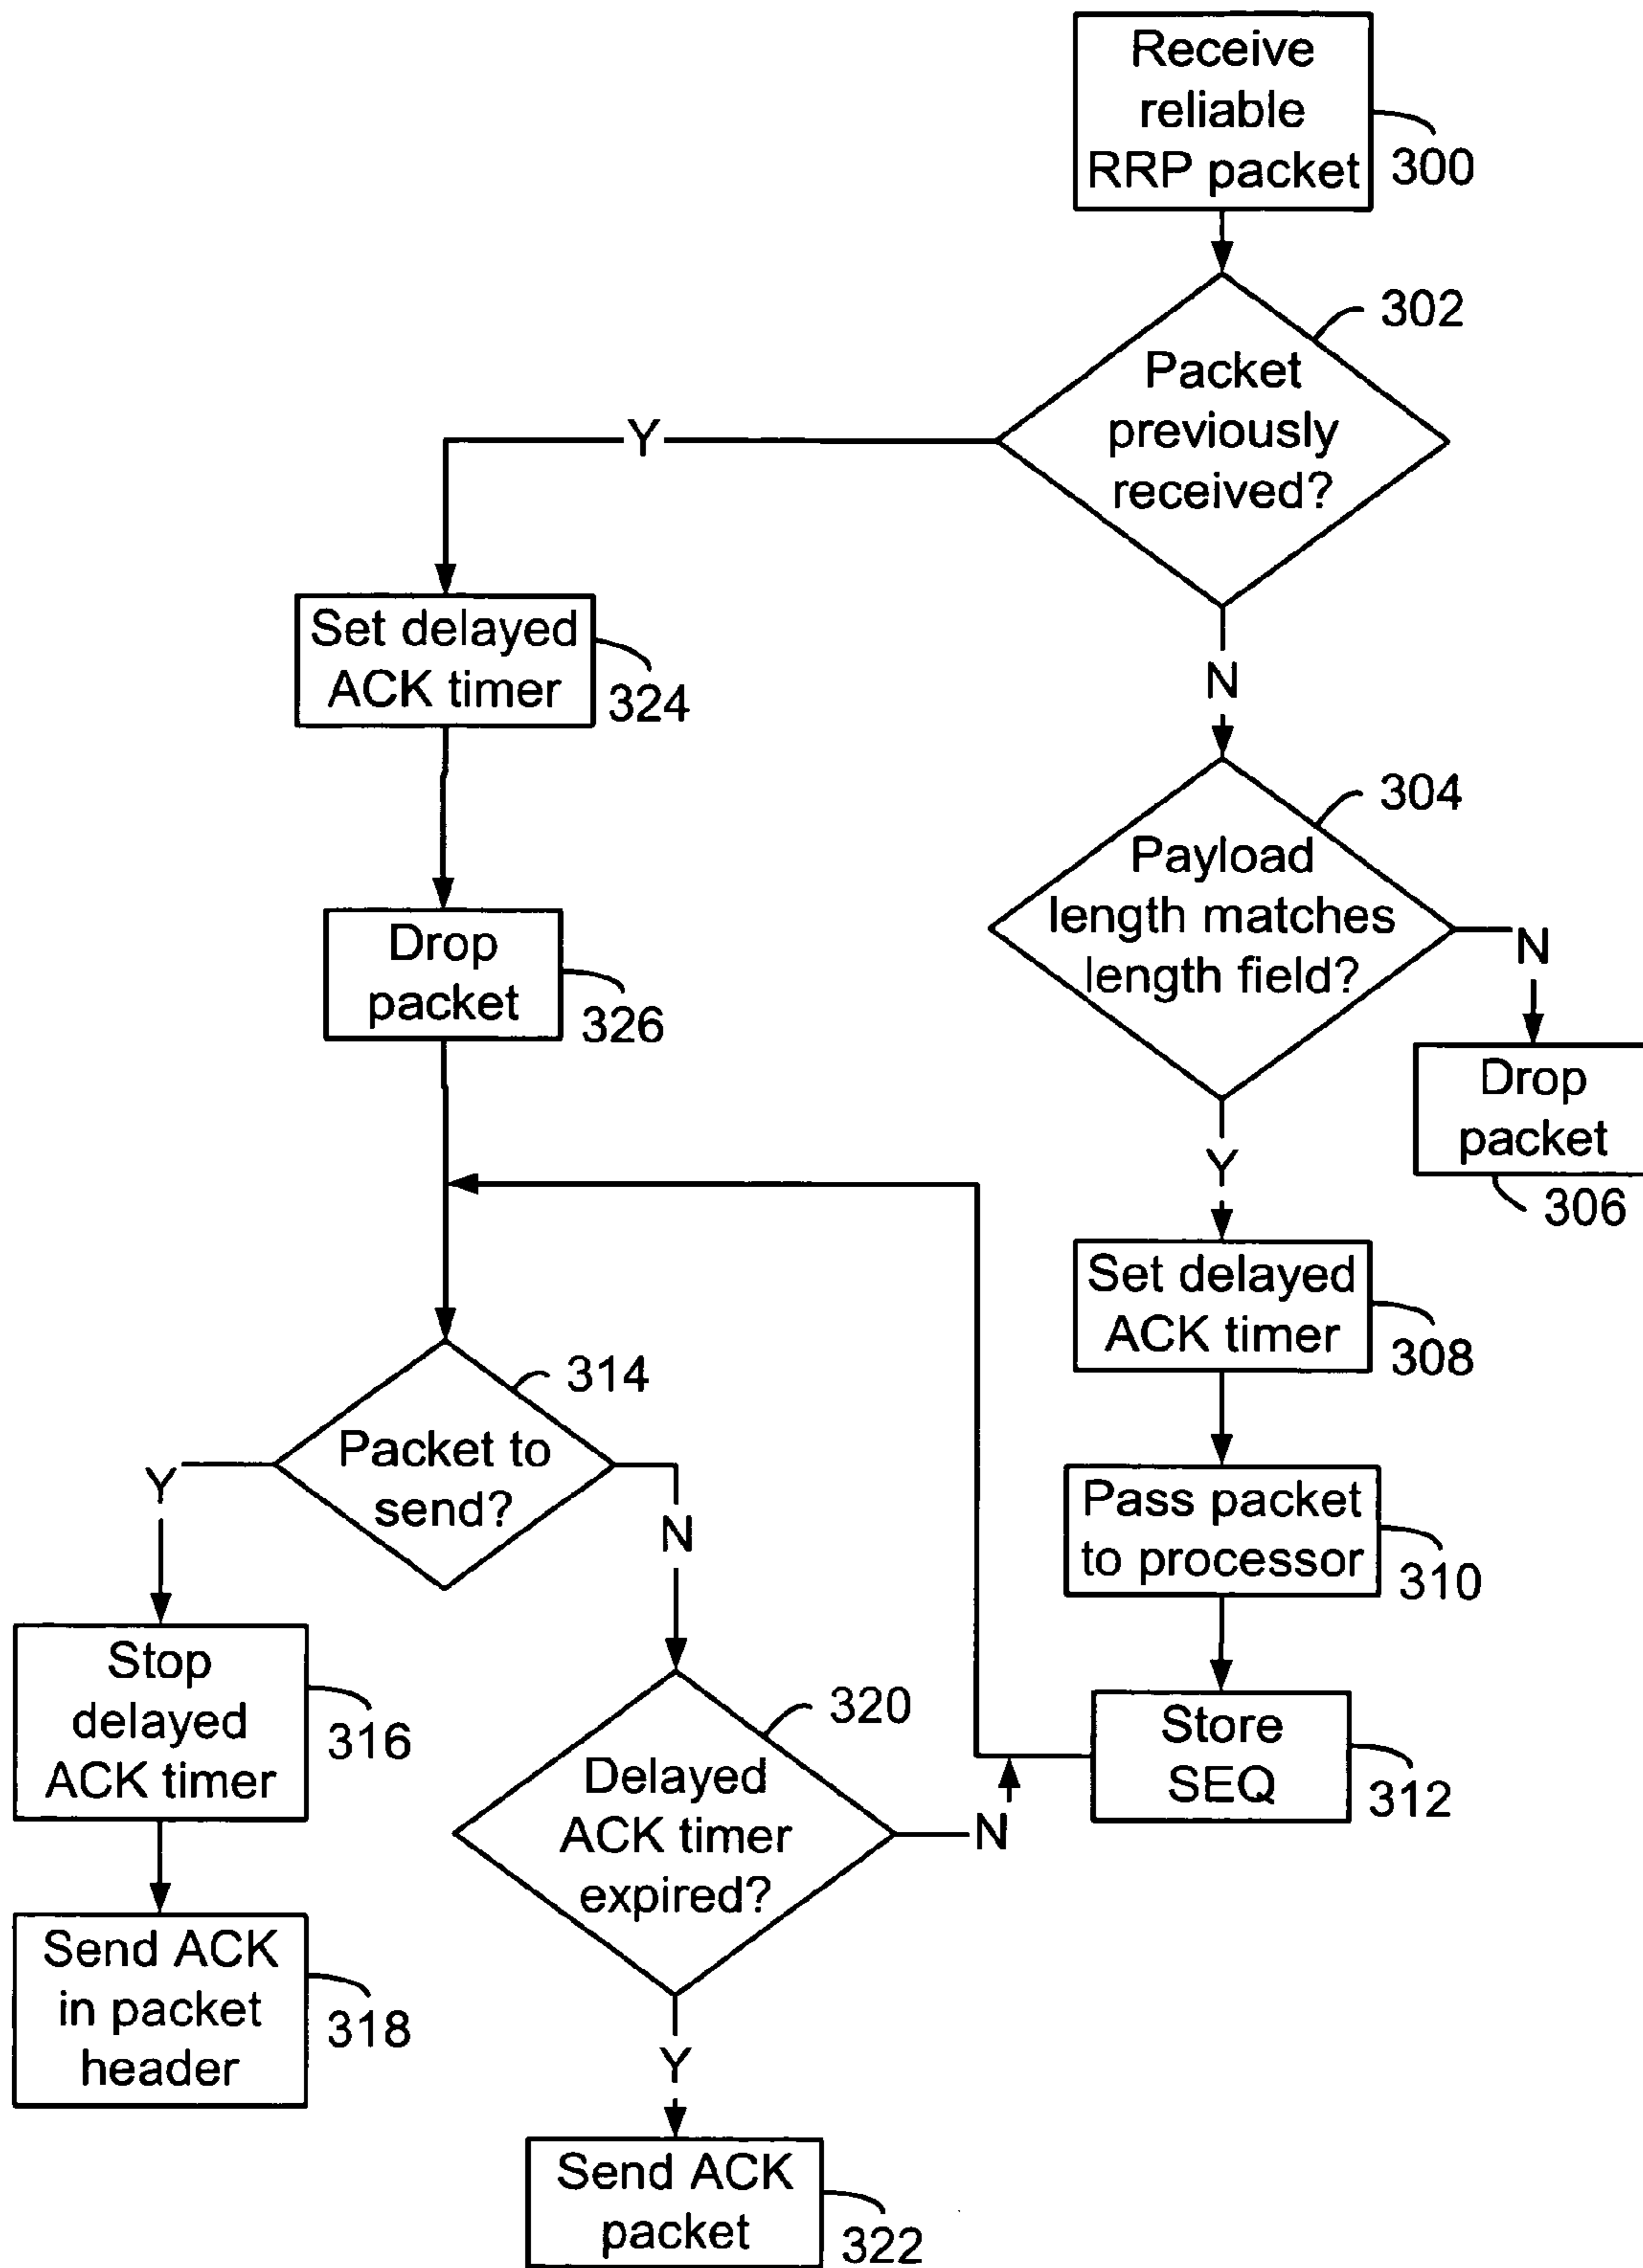 Receive
reliable
RRP packet
300
302
Packet
previously
received?
Y
N
Set delayed
ACK timer
324
304
Payload
length matches
length field?
N
Drop
packet
326
Drop
packet
306
Y
Set delayed
ACK timer
308
314
Packet to
send?
Y
N
Pass packet
to processor
310
Stop
delayed
ACK timer
316
320
Delayed
ACK timer
expired?
N
Store
SEQ
312
Send ACK
in packet
header
318
Y
Send ACK
packet
322